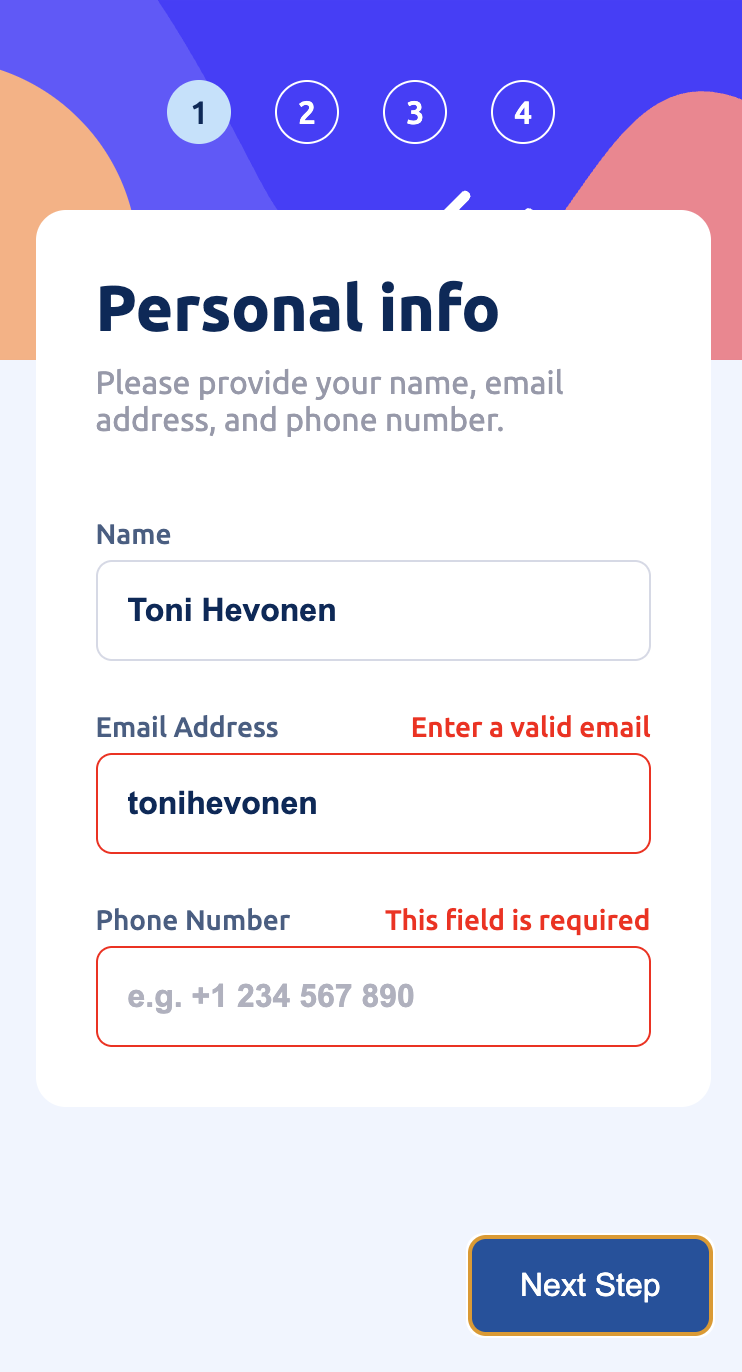 1 2 3 4
Personal info
Please provide your name, email
address, and phone number.
Name
Toni Hevonen
Email Address Enter a valid email
tonihevonen
Phone Number This field is required
e.g. +1 234 567 890
Next Step